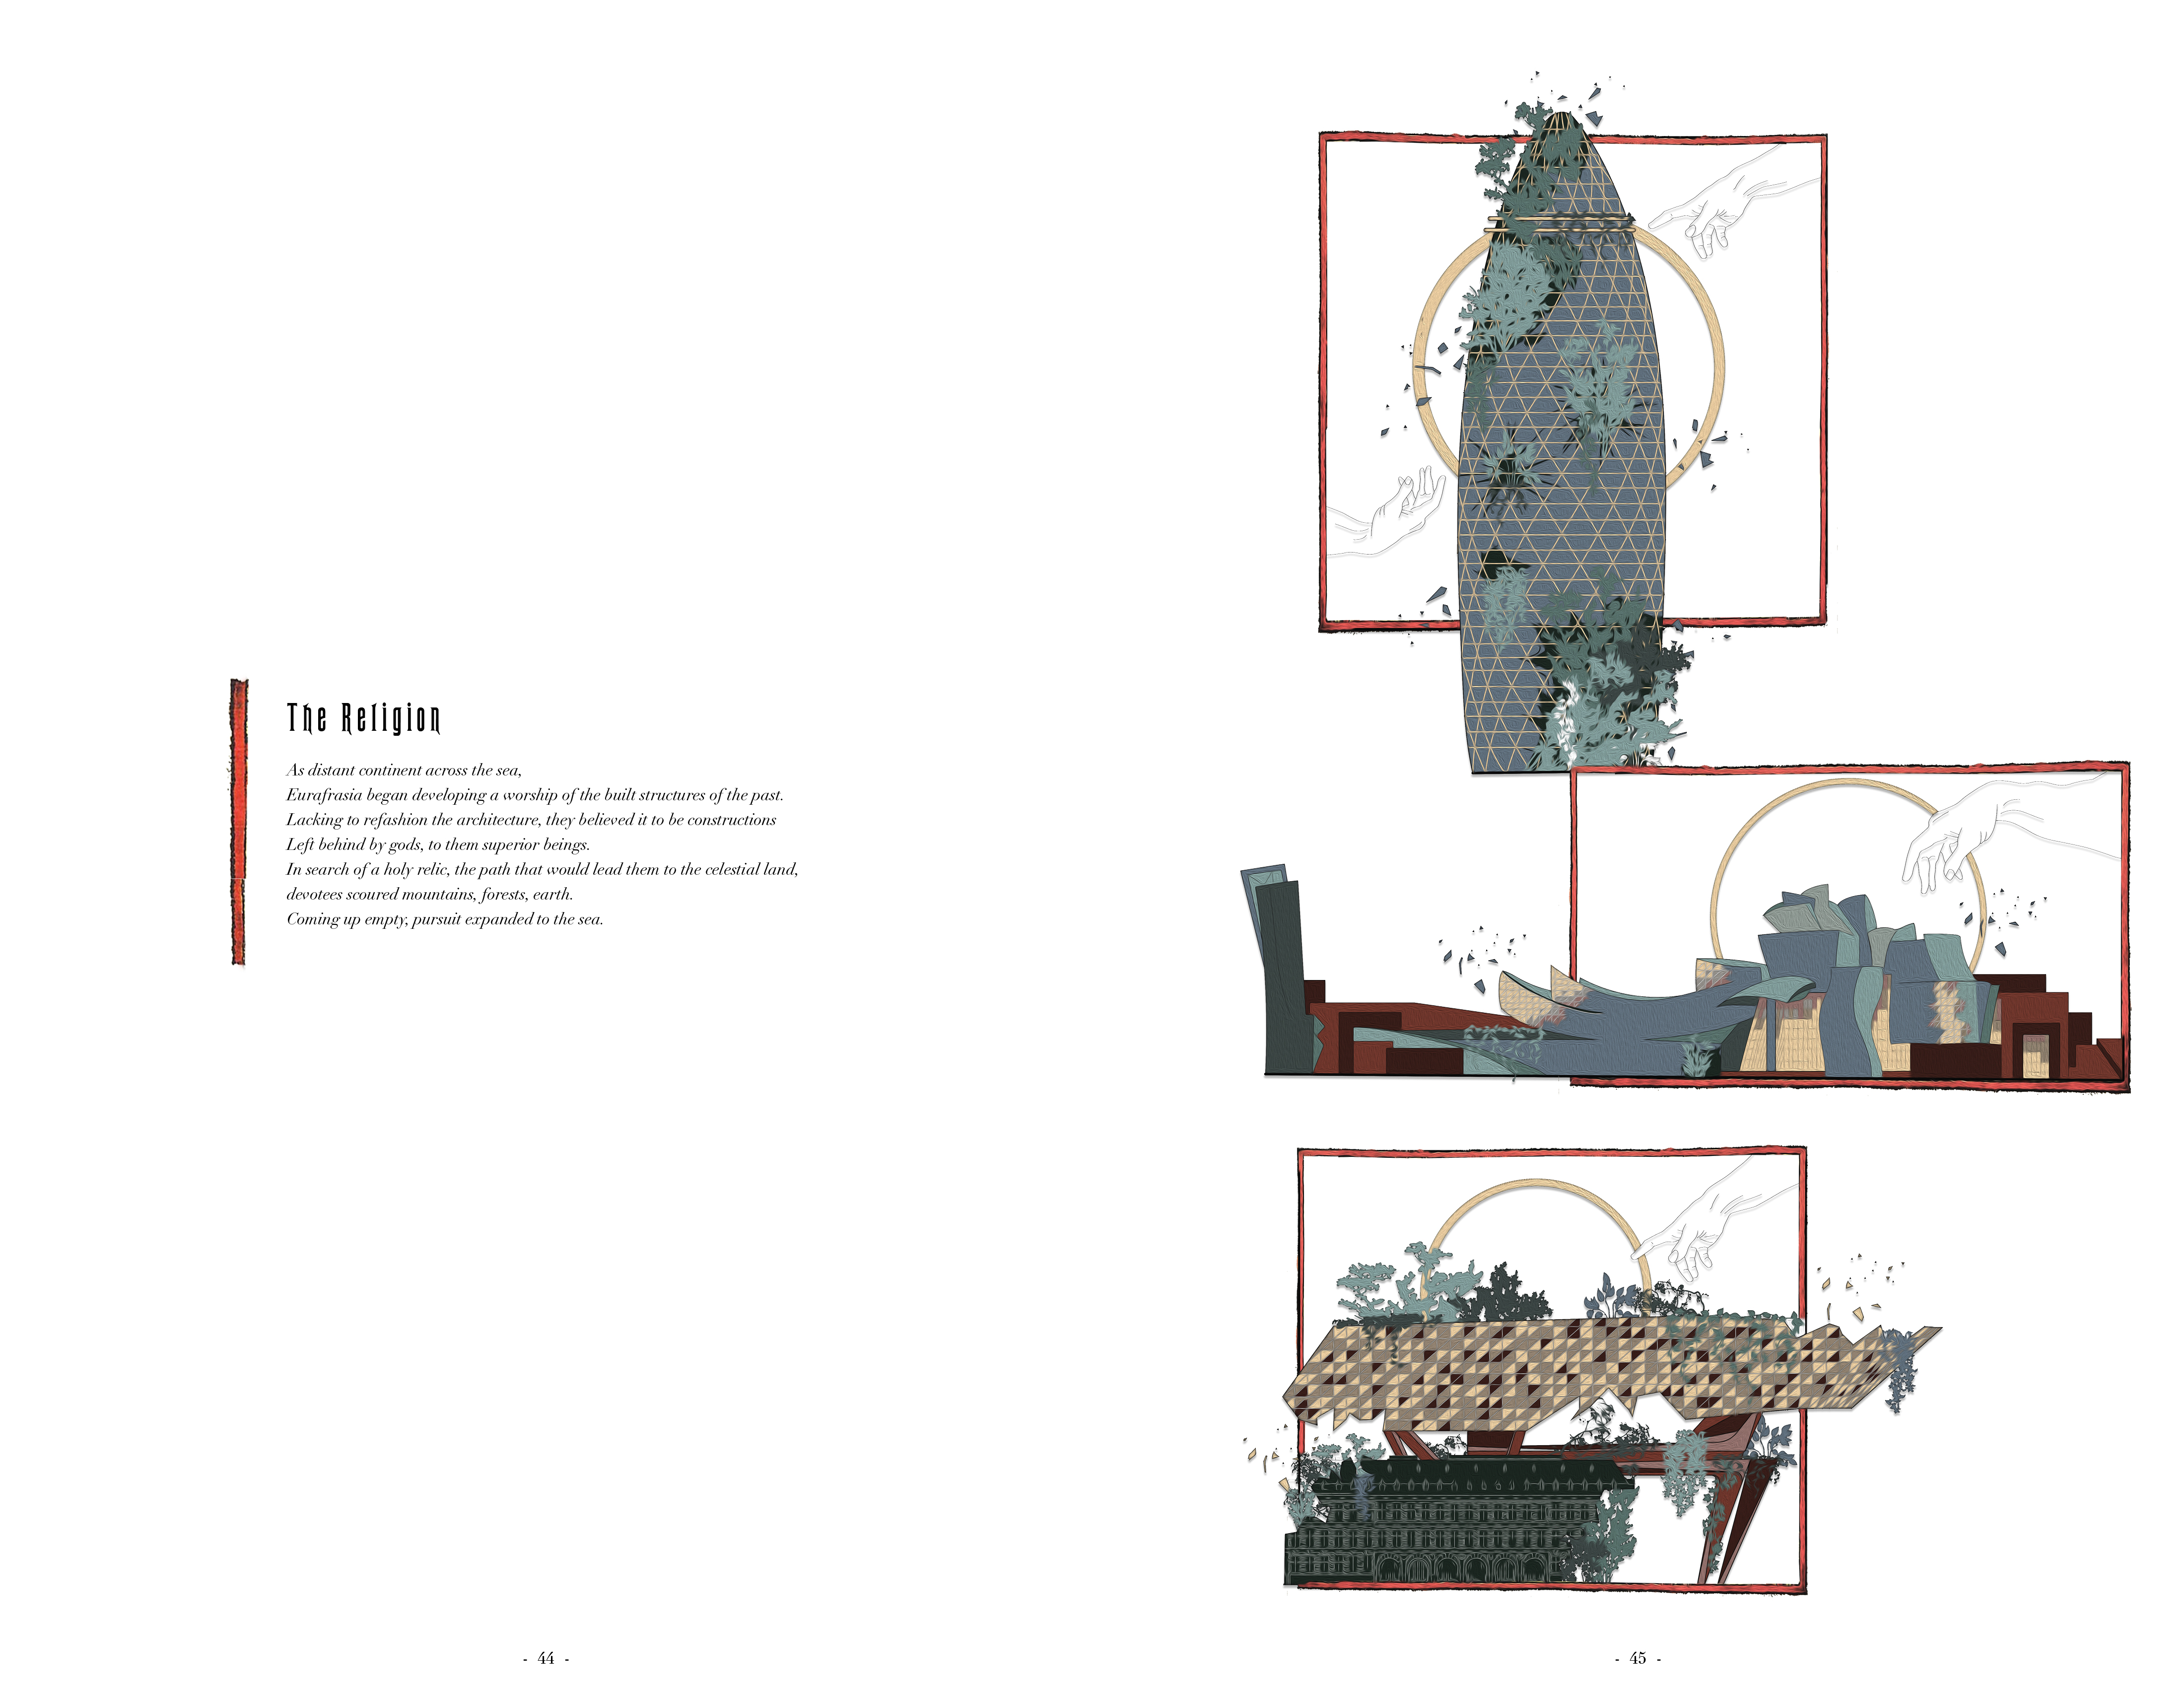 The Religion
As distant continent across the sea,
Eurafrasia began developing a worship of the built structures of the past.
Lacking to refashion the architecture, they believed it to be constructions
Left behind by gods, to them superior beings.
In search of a holy relic, the path that would lead them to the celestial land,
devotees scoured mountains, forests, earth.
Coming up empty, pursuit expanded to the sea.
- 44 -
- 45 -